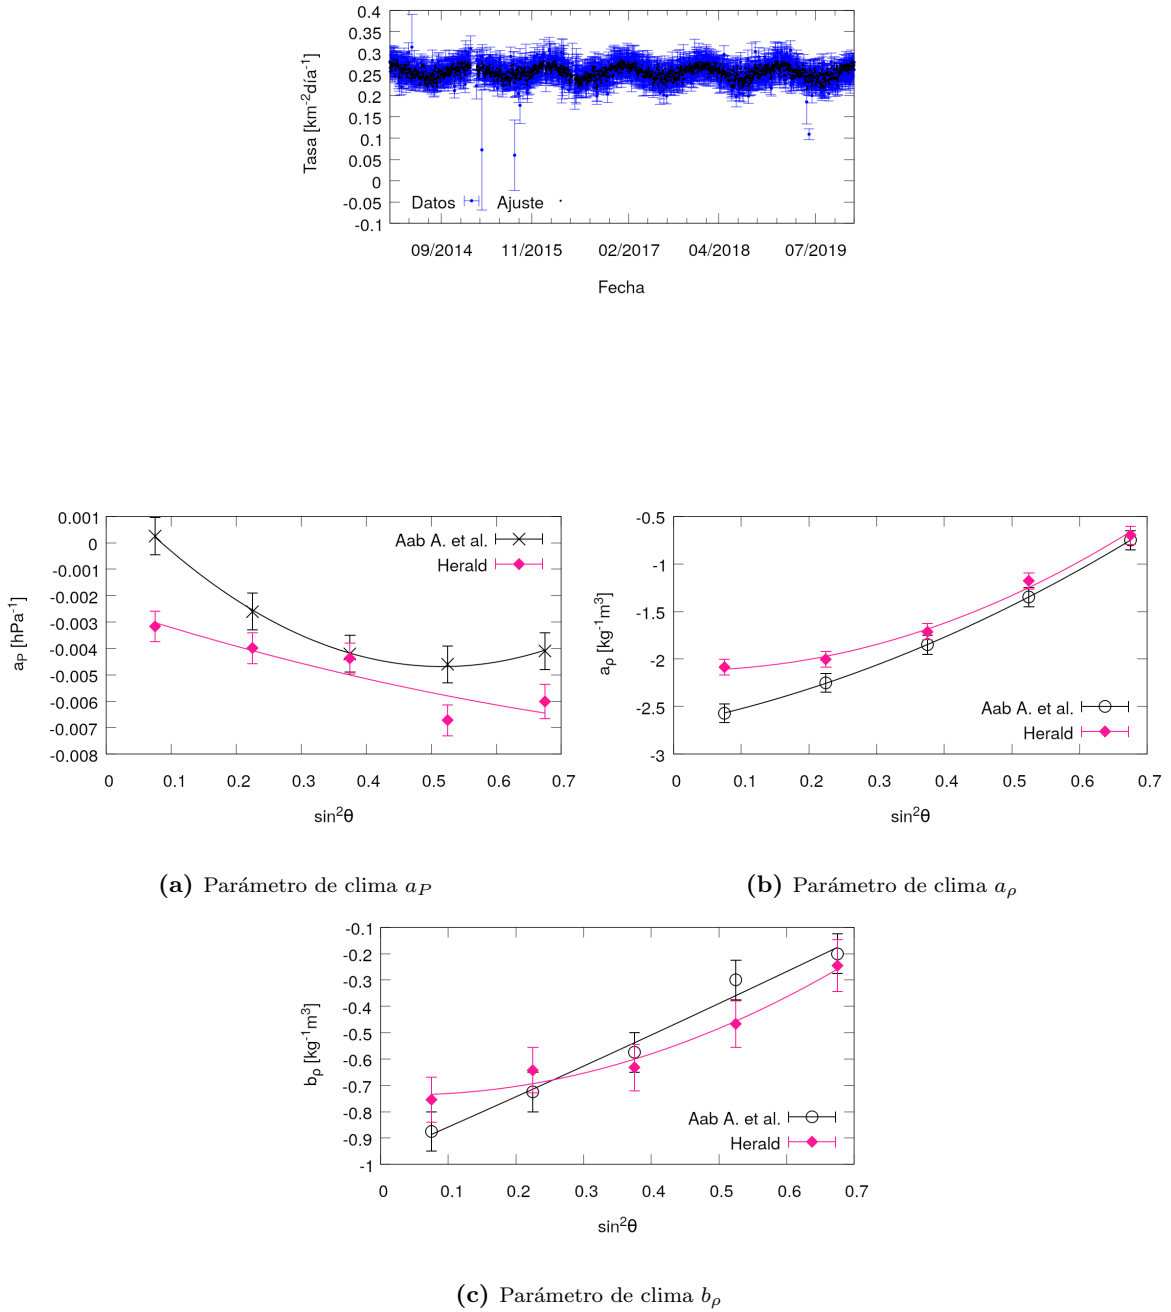 0.4
0.35
0.3
0.25
0.2
0.15
0.1
0.05
0
-0.05
-0.1
Tasa [km-2día-1]
Datos Ajuste
09/2014 11/2015 02/2017 04/2018 07/2019
Fecha
0.001
0
-0.001
-0.002
-0.003
-0.004
-0.005
-0.006
-0.007
-0.008
aP [hPa-1]
Aab A. et al.
Herald
0 0.1 0.2 0.3 0.4 0.5 0.6 0.7
sin2θ
(a) Parámetro de clima aP
-0.5
-1
-1.5
-2
-2.5
-3
aρ [kg-1m3]
Aab A. et al.
Herald
0 0.1 0.2 0.3 0.4 0.5 0.6 0.7
sin2θ
(b) Parámetro de clima aρ
-0.1
-0.2
-0.3
-0.4
-0.5
-0.6
-0.7
-0.8
-0.9
-1
bρ [kg-1m3]
Aab A. et al.
Herald
0 0.1 0.2 0.3 0.4 0.5 0.6 0.7
sin2θ
(c) Parámetro de clima bρ